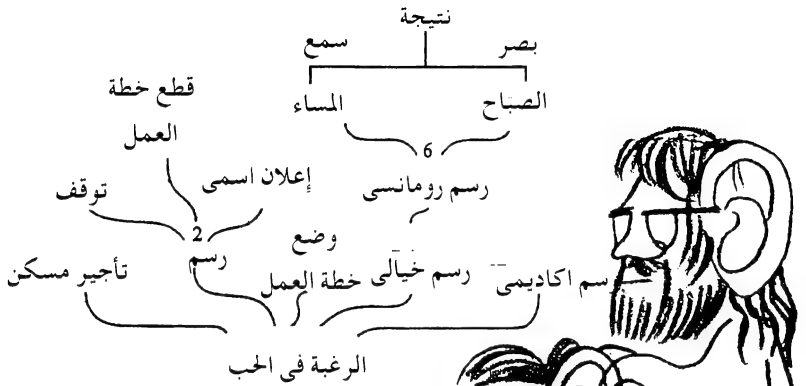 نتيجة
بصر
سمع
الصباح
المساء
6
رسم رومانسى
قطع خطة
العمل
إعلان اسمى
توقف
2
رسم
وضع
خطة العمل
رسم خيالى
رسم اكاديمى
تأجير مسكن
الرغبة فى الحب